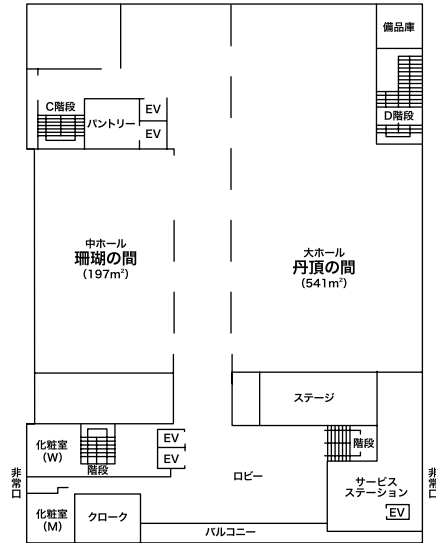 備品庫
C階段
パントリー
EV
EV
D階段
中ホール
珊瑚の間
(197㎡)
大ホール
丹頂の間
(541㎡)
ステージ
化粧室
(W)
階段
EV
EV
階段
ロビー
サービス
ステーション
EV
非常口
非常口
化粧室
(M)
クローク
バルコニー